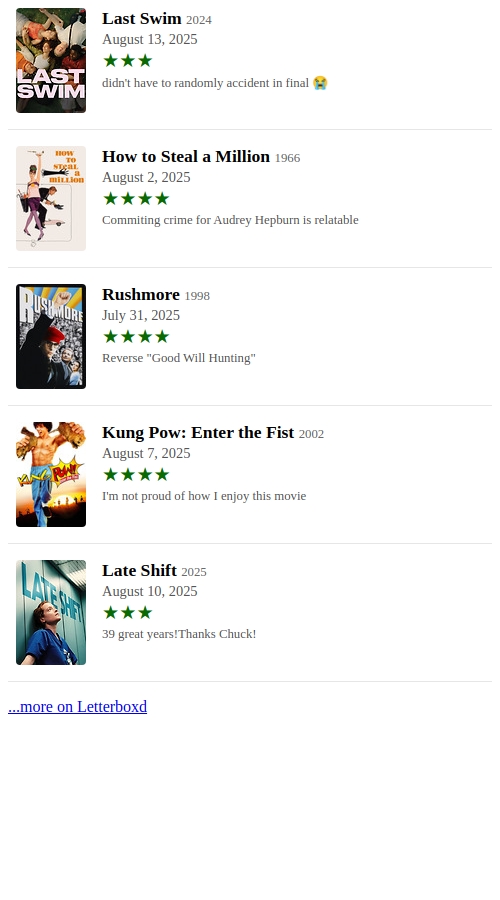 LAST
SWIM
Last Swim 2024
August 13, 2025
★★★
didn't have to randomly accident in final 😭
HOW
TO
STEAL
a
MILLION
How to Steal a Million 1966
August 2, 2025
★★★★
Commiting crime for Audrey Hepburn is relatable
RUSHMORE
Rushmore 1998
July 31, 2025
★★★★
Reverse "Good Will Hunting"
KUNG POW!
Kung Pow: Enter the Fist 2002
August 7, 2025
★★★★
I'm not proud of how I enjoy this movie
LATE SHIFT
Late Shift 2025
August 10, 2025
★★★
39 great years!Thanks Chuck!
...more on Letterboxd